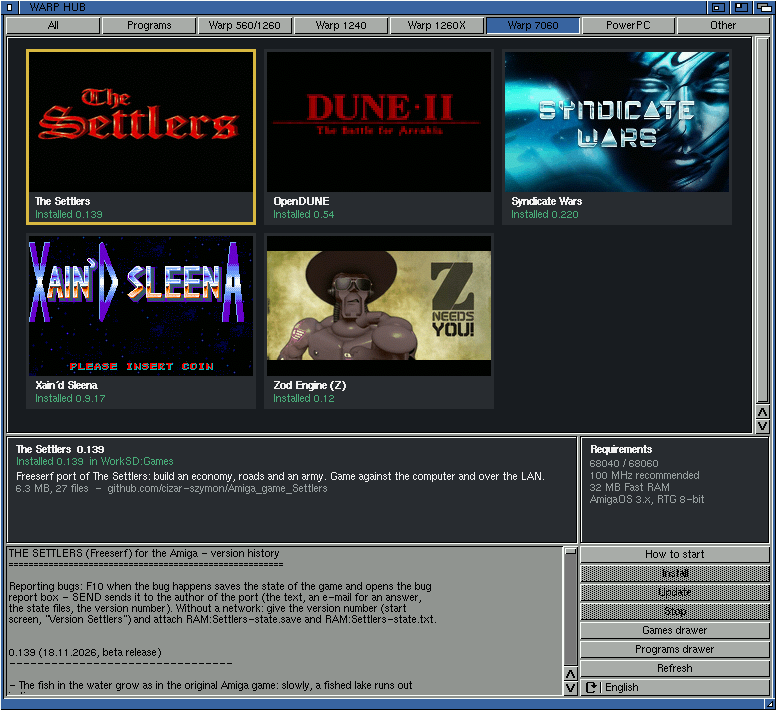 WARP HUB
All
Programs
Warp 560/1260
Warp 1240
Warp 1260X
Warp 7060
PowerPC
Other
The
Settlers
DUNE·II
The Battle for Arrakis
SYNDICATE
WARS
The Settlers
Installed 0.139
OpenDUNE
Installed 0.54
Syndicate Wars
Installed 0.220
XAIN'D SLEENA
PLEASE INSERT COIN
Z
NEEDS
YOU!
Xain'd Sleena
Installed 0.9.17
Zod Engine (Z)
Installed 0.12
The Settlers 0.139
Installed 0.139 in WorkSD:Games
Freeserf port of The Settlers: build an economy, roads and an army. Game against the computer and over the LAN.
6.3 MB, 27 files - github.com/cizar-szymon/Amiga_game_Settlers
Requirements
68040 / 68060
100 MHz recommended
32 MB Fast RAM
AmigaOS 3.x, RTG 8-bit
THE SETTLERS (Freeserf) for the Amiga - version history
==================================================
Reporting bugs: F10 when the bug happens saves the state of the game and opens the bug
report box - SEND sends it to the author of the port (the text, an e-mail for an answer,
the state files, the version number). Without a network: give the version number (start
screen, "Version Settlers") and attach RAM:Settlers-state.save and RAM:Settlers-state.txt.
0.139 (18.11.2026, beta release)
--------------------------------
- The fish in the water grow as in the original Amiga game: slowly, a fished lake runs out
How to start
Install
Update
Stop
Games drawer
Programs drawer
Refresh
English